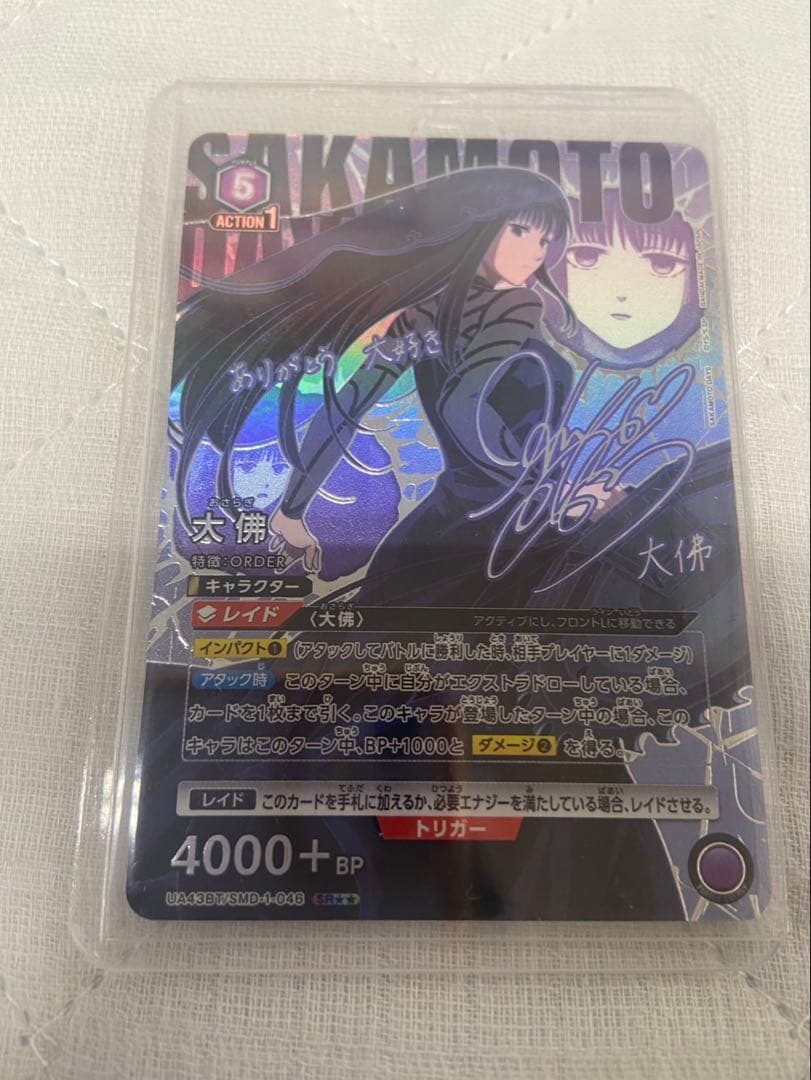 SAKAMOTO
5
ACTION 1
ありがとう 大好き
大佛
おさらぎ
大佛
特徴:ORDER
キャラクター
レイド
おさらぎ
〈大佛〉
アクティブにし、フロントLに移動できる
インパクト❶ (アタックしてバトルに勝利した時、相手プレイヤーに1ダメージ)
アタック時 このターン中に自分がエクストラドローしている場合、
カードを1枚まで引く。このキャラが登場したターン中の場合、この
キャラはこのターン中、BP+1000と ダメージ❷ を得る。
レイド このカードを手札に加えるか、必要エナジーを満たしている場合、レイドさせる。
トリガー
4000+BP
UA43BT/SMD-1-046 SR★★